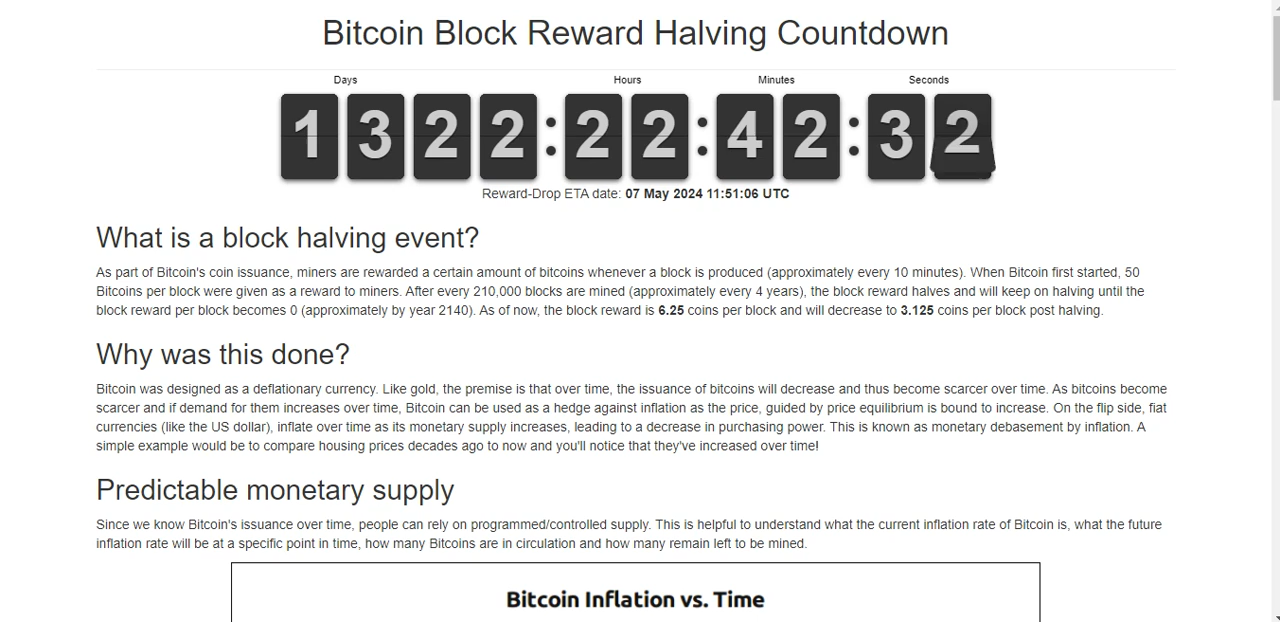 Bitcoin Block Reward Halving Countdown
Days Hours Minutes Seconds
1322:22:42:32
Reward-Drop ETA date: 07 May 2024 11:51:06 UTC
What is a block halving event?
As part of Bitcoin's coin issuance, miners are rewarded a certain amount of bitcoins whenever a block is produced (approximately every 10 minutes). When Bitcoin first started, 50
Bitcoins per block were given as a reward to miners. After every 210,000 blocks are mined (approximately every 4 years), the block reward halves and will keep on halving until the
block reward per block becomes 0 (approximately by year 2140). As of now, the block reward is 6.25 coins per block and will decrease to 3.125 coins per block post halving.
Why was this done?
Bitcoin was designed as a deflationary currency. Like gold, the premise is that over time, the issuance of bitcoins will decrease and thus become scarcer over time. As bitcoins become
scarcer and if demand for them increases over time, Bitcoin can be used as a hedge against inflation as the price, guided by price equilibrium is bound to increase. On the flip side, fiat
currencies (like the US dollar), inflate over time as its monetary supply increases, leading to a decrease in purchasing power. This is known as monetary debasement by inflation. A
simple example would be to compare housing prices decades ago to now and you'll notice that they've increased over time!
Predictable monetary supply
Since we know Bitcoin's issuance over time, people can rely on programmed/controlled supply. This is helpful to understand what the current inflation rate of Bitcoin is, what the future
inflation rate will be at a specific point in time, how many Bitcoins are in circulation and how many remain left to be mined.
Bitcoin Inflation vs. Time